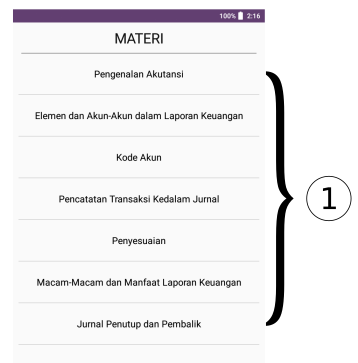 100% 2:16
MATERI
Pengenalan Akutansi
Elemen dan Akun-Akun dalam Laporan Keuangan
Kode Akun
Pencatatan Transaksi Kedalam Jurnal
Penyesuaian
Macam-Macam dan Manfaat Laporan Keuangan
Jurnal Penutup dan Pembalik
1